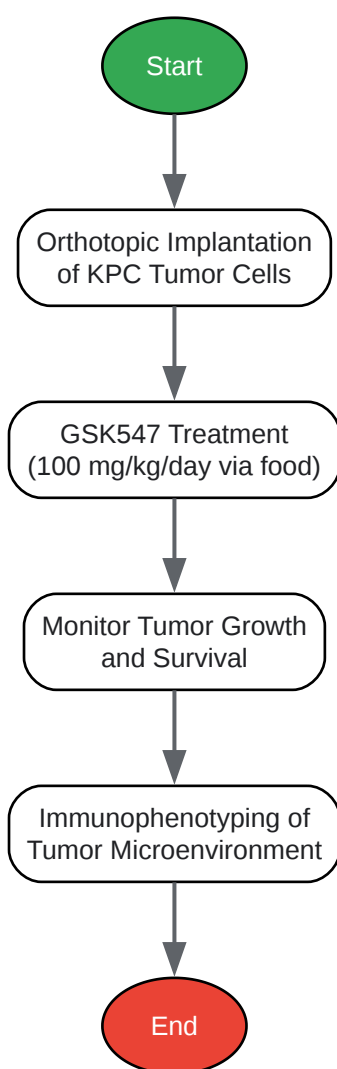 Start
Orthotopic Implantation
of KPC Tumor Cells
GSK547 Treatment
(100 mg/kg/day via food)
Monitor Tumor Growth
and Survival
Immunophenotyping of
Tumor Microenvironment
End